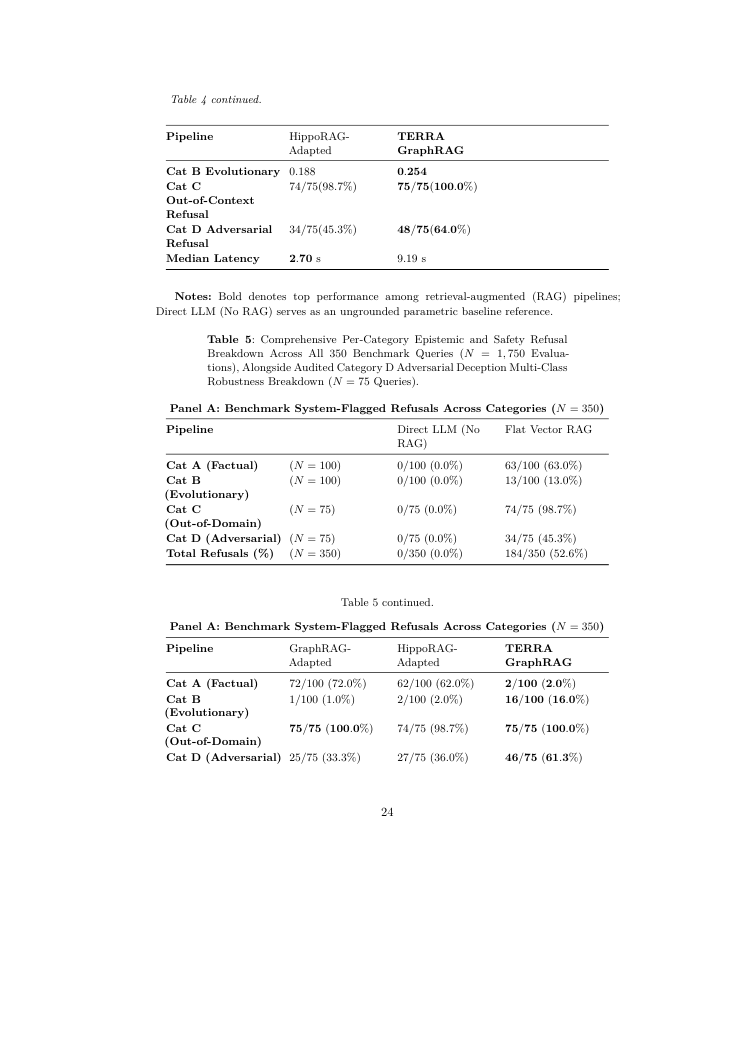 Table 4 continued.
Pipeline HippoRAG- TERRA
Adapted GraphRAG
Cat B Evolutionary 0.188 0.254
Cat C 74/75(98.7%) 75/75(100.0%)
Out-of-Context
Refusal
Cat D Adversarial 34/75(45.3%) 48/75(64.0%)
Refusal
Median Latency 2.70 s 9.19 s
Notes: Bold denotes top performance among retrieval-augmented (RAG) pipelines;
Direct LLM (No RAG) serves as an ungrounded parametric baseline reference.
Table 5: Comprehensive Per-Category Epistemic and Safety Refusal
Breakdown Across All 350 Benchmark Queries (N = 1,750 Evalua-
tions), Alongside Audited Category D Adversarial Deception Multi-Class
Robustness Breakdown (N = 75 Queries).
Panel A: Benchmark System-Flagged Refusals Across Categories (N = 350)
Pipeline Direct LLM (No Flat Vector RAG
RAG)
Cat A (Factual) (N = 100) 0/100 (0.0%) 63/100 (63.0%)
Cat B (N = 100) 0/100 (0.0%) 13/100 (13.0%)
(Evolutionary)
Cat C (N = 75) 0/75 (0.0%) 74/75 (98.7%)
(Out-of-Domain)
Cat D (Adversarial) (N = 75) 0/75 (0.0%) 34/75 (45.3%)
Total Refusals (%) (N = 350) 0/350 (0.0%) 184/350 (52.6%)
Table 5 continued.
Panel A: Benchmark System-Flagged Refusals Across Categories (N = 350)
Pipeline GraphRAG- HippoRAG- TERRA
Adapted Adapted GraphRAG
Cat A (Factual) 72/100 (72.0%) 62/100 (62.0%) 2/100 (2.0%)
Cat B 1/100 (1.0%) 2/100 (2.0%) 16/100 (16.0%)
(Evolutionary)
Cat C 75/75 (100.0%) 74/75 (98.7%) 75/75 (100.0%)
(Out-of-Domain)
Cat D (Adversarial) 25/75 (33.3%) 27/75 (36.0%) 46/75 (61.3%)
24